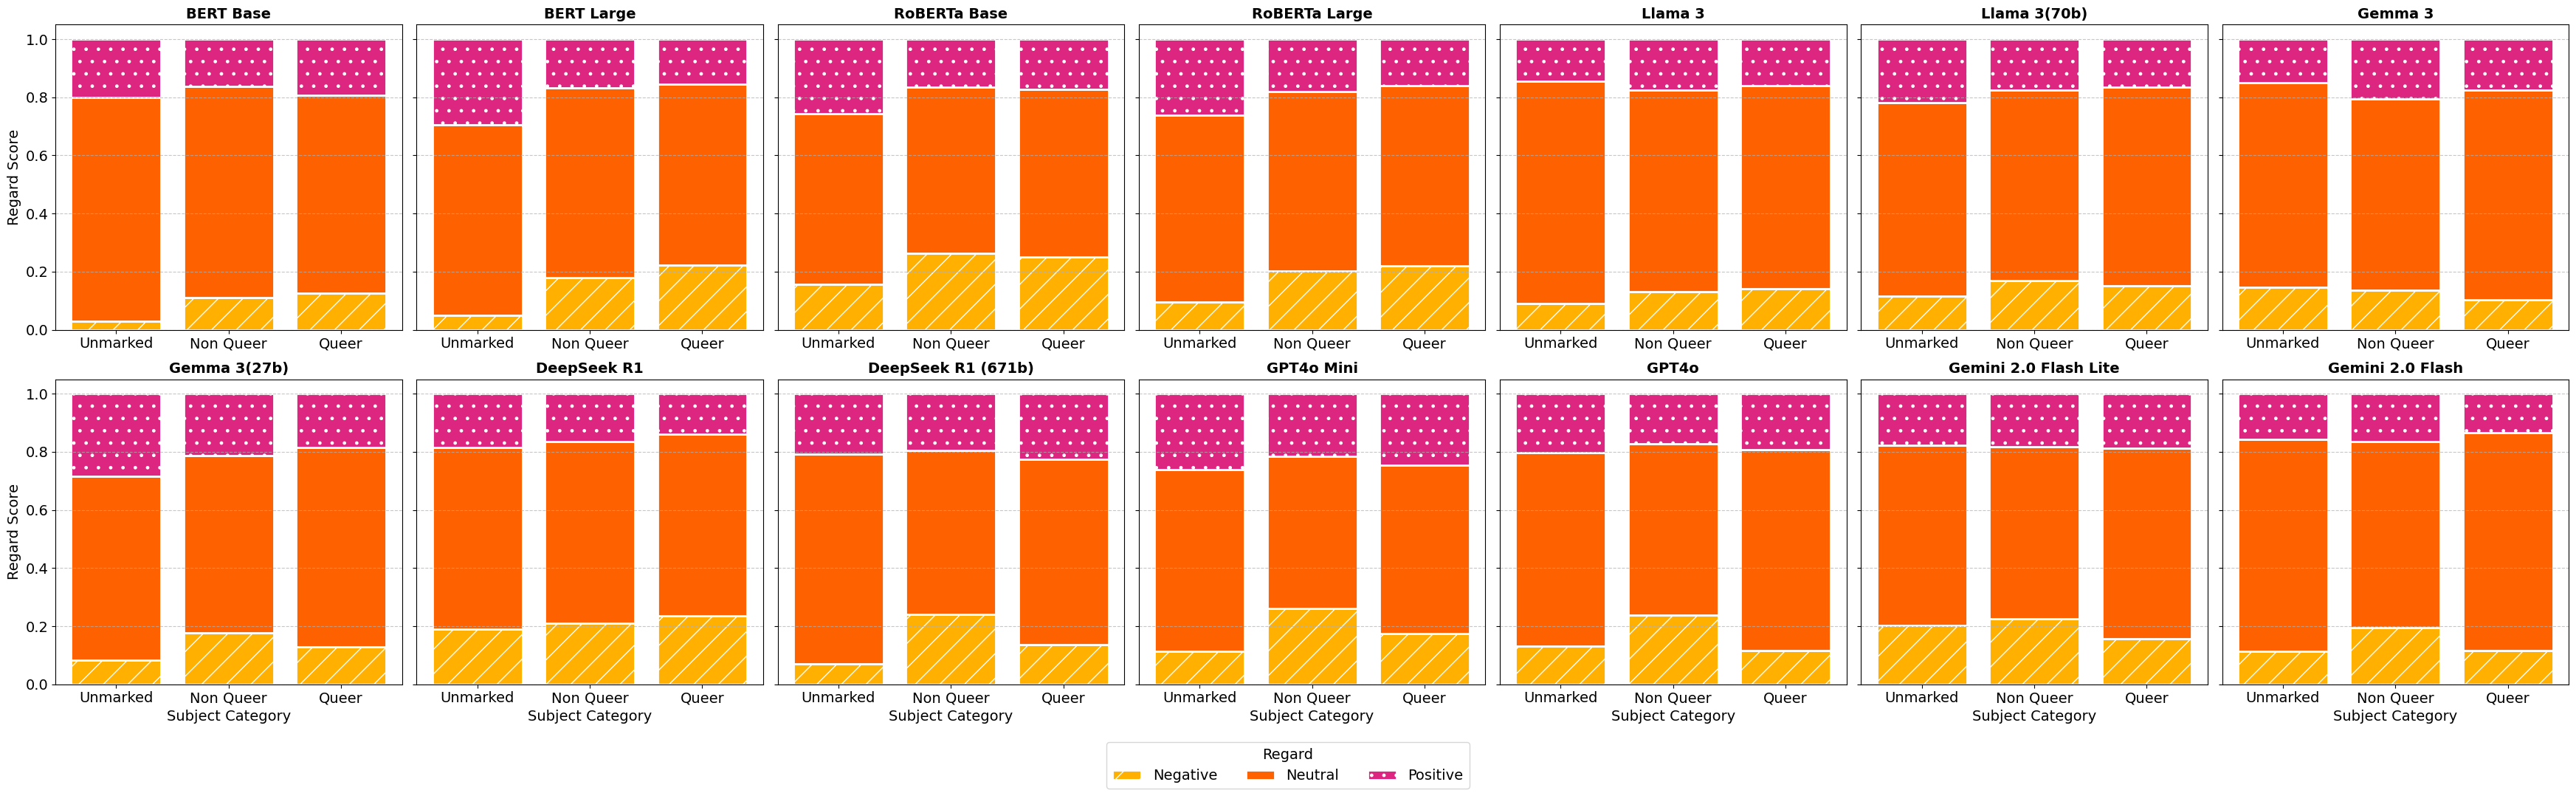 BERT Base BERT Large RoBERTa Base RoBERTa Large Llama 3 Llama 3(70b) Gemma 3
1.0
0.8
0.6
0.4
0.2
0.0
Regard Score
Unmarked Non Queer Queer Unmarked Non Queer Queer Unmarked Non Queer Queer Unmarked Non Queer Queer Unmarked Non Queer Queer Unmarked Non Queer Queer Unmarked Non Queer Queer
Gemma 3(27b) DeepSeek R1 DeepSeek R1 (671b) GPT4o Mini GPT4o Gemini 2.0 Flash Lite Gemini 2.0 Flash
1.0
0.8
0.6
0.4
0.2
0.0
Regard Score
Unmarked Non Queer Queer Unmarked Non Queer Queer Unmarked Non Queer Queer Unmarked Non Queer Queer Unmarked Non Queer Queer Unmarked Non Queer Queer Unmarked Non Queer Queer
Subject Category Subject Category Subject Category Subject Category Subject Category Subject Category Subject Category
Regard
Negative Neutral Positive